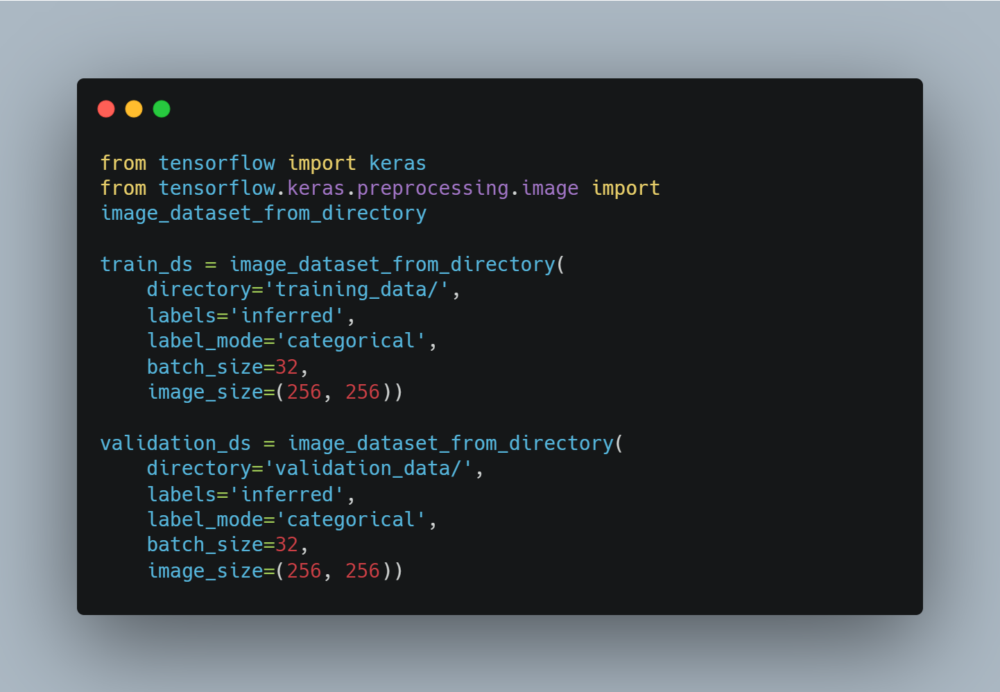 from tensorflow import keras
from tensorflow.keras.preprocessing.image import
image_dataset_from_directory

train_ds = image_dataset_from_directory(
    directory='training_data/',
    labels='inferred',
    label_mode='categorical',
    batch_size=32,
    image_size=(256, 256))

validation_ds = image_dataset_from_directory(
    directory='validation_data/',
    labels='inferred',
    label_mode='categorical',
    batch_size=32,
    image_size=(256, 256))